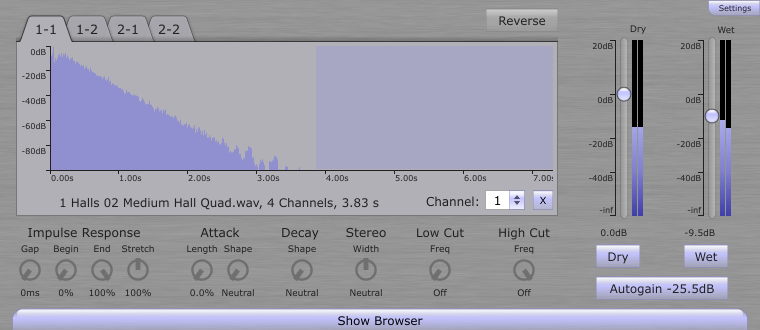 Settings
1-1 1-2 2-1 2-2
Reverse
Dry Wet
0dB
-20dB
-40dB
-60dB
-80dB
0.00s 1.00s 2.00s 3.00s 4.00s 5.00s 6.00s 7.00s
1 Halls 02 Medium Hall Quad.wav, 4 Channels, 3.83 s
Channel: 1 X
20dB
0dB
-20dB
-40dB
-inf
20dB
0dB
-20dB
-40dB
-inf
0.0dB -9.5dB
Dry Wet
Autogain -25.5dB
Impulse Response Attack Decay Stereo Low Cut High Cut
Gap Begin End Stretch Length Shape Shape Width Freq Freq
0ms 0% 100% 100% 0.0% Neutral Neutral Neutral Off Off
Show Browser